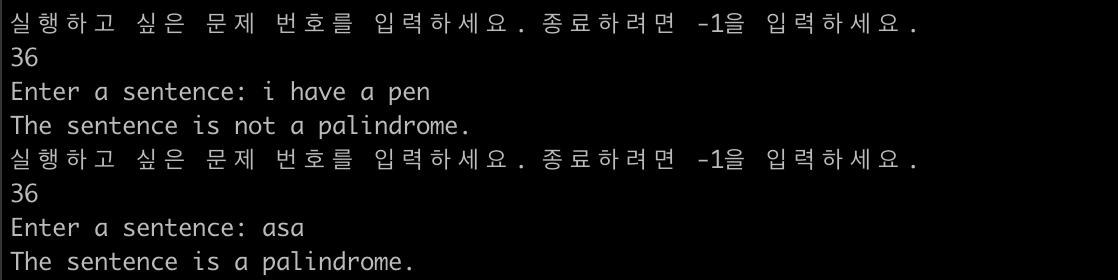 실행하고 싶은 문제 번호를 입력하세요. 종료하려면 -1을 입력하세요.
36
Enter a sentence: i have a pen
The sentence is not a palindrome.
실행하고 싶은 문제 번호를 입력하세요. 종료하려면 -1을 입력하세요.
36
Enter a sentence: asa
The sentence is a palindrome.